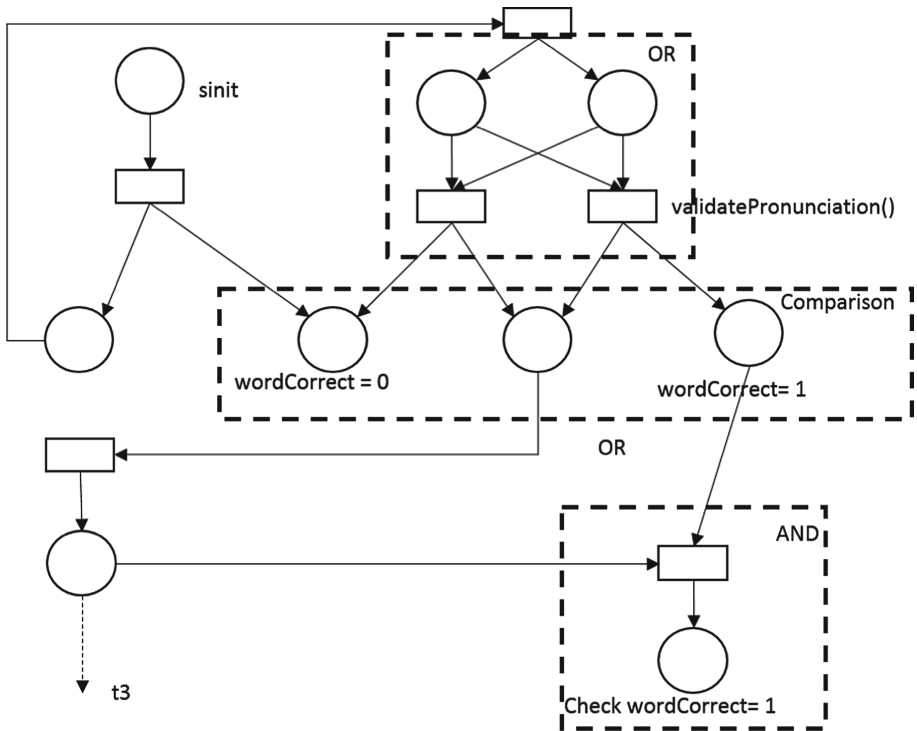 OR
sinit
validatePronunciation()
Comparison
wordCorrect = 0
wordCorrect= 1
OR
AND
t3
Check wordCorrect= 1